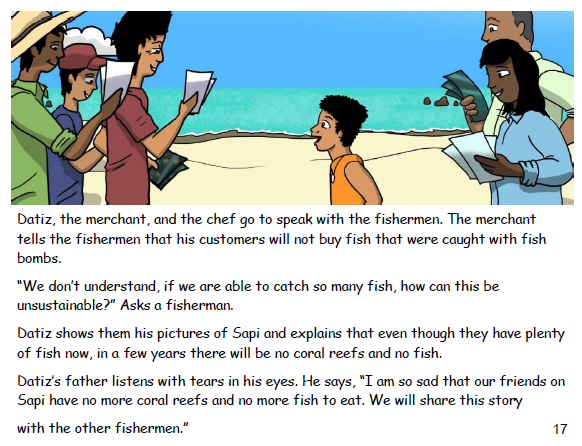 Datiz, the merchant, and the chef go to speak with the fishermen. The merchant
tells the fishermen that his customers will not buy fish that were caught with fish
bombs.
“We don’t understand, if we are able to catch so many fish, how can this be
unsustainable?” Asks a fisherman.
Datiz shows them his pictures of Sapi and explains that even though they have plenty
of fish now, in a few years there will be no coral reefs and no fish.
Datiz’s father listens with tears in his eyes. He says, “I am so sad that our friends on
Sapi have no more coral reefs and no more fish to eat. We will share this story
with the other fishermen.”
17